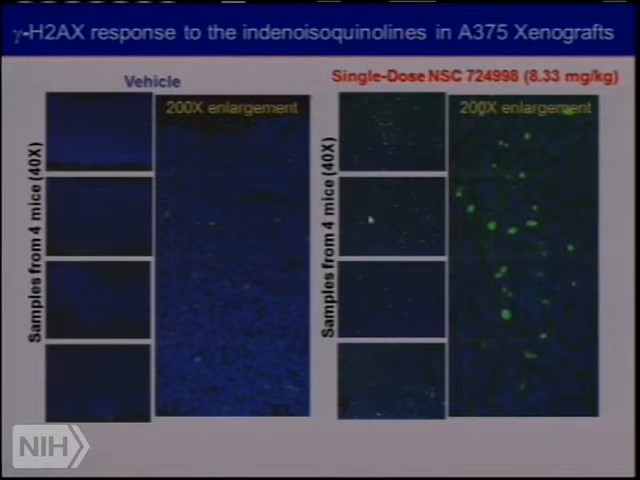 γ-H2AX response to the indenoisoquinolines in A375 Xenografts
Vehicle
Single-Dose NSC 724998 (8.33 mg/kg)
200X enlargement
200X enlargement
Samples from 4 mice (40X)
Samples from 4 mice (40X)
NIH